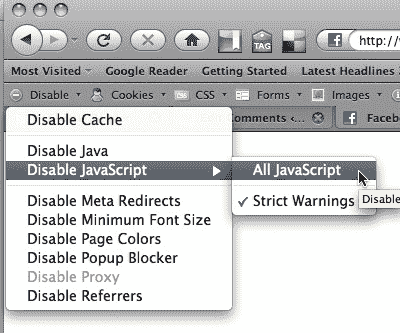 TAG
http://w
Most Visited Google Reader Getting Started Latest Headlines
Disable Cookies CSS Forms Images
Edit Comments ‹... Facebo
Disable Cache
Disable Java
Disable JavaScript All JavaScript
Disable
Disable Meta Redirects Strict Warnings
Disable Minimum Font Size
Disable Page Colors
Disable Popup Blocker
Disable Proxy
Disable Referrers